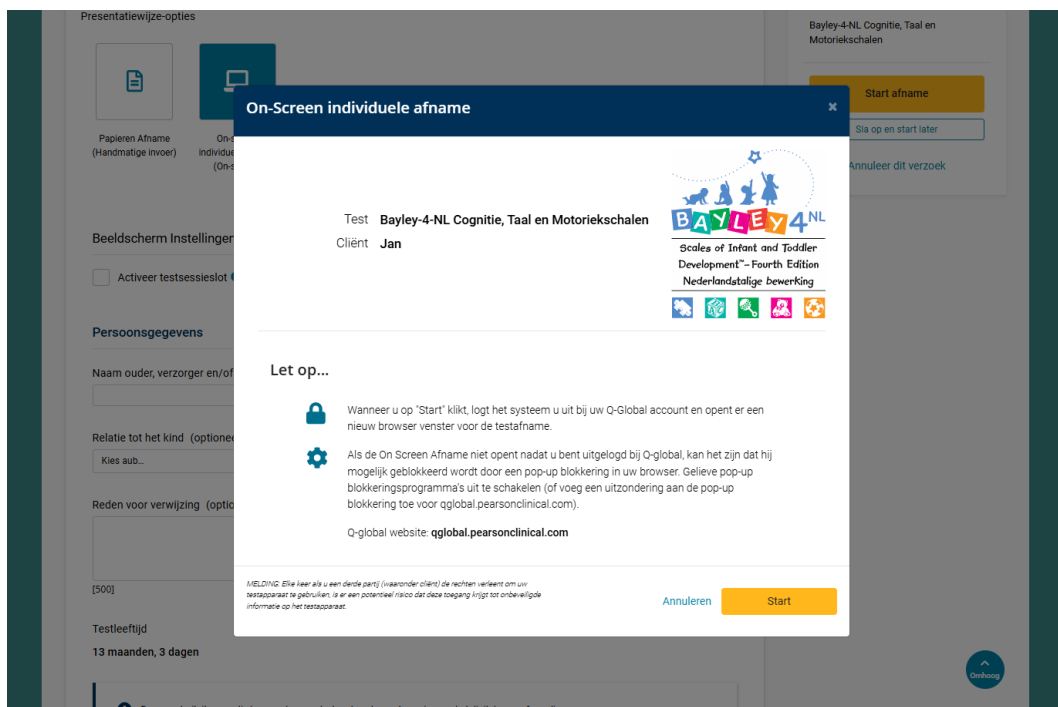 Presentatiewijze-opties
Papieren Afname
(Handmatige invoer)
Beeldscherm Instellingen
Activeer testsessieslot
Persoonsgegevens
Naam ouder, verzorger en/of
Relatie tot het kind
Kies aub...
Reden voor verwijzing
[500]
Testleeftijd
13 maanden, 3 dagen
Bayley-4-NL Cognitie, Taal en
Motoriekschalen
Start afname
Sla op en start later
Annuleer dit verzoek
On-Screen individuele afname
×
Test Bayley-4-NL Cognitie, Taal en Motoriekschalen
Cliënt Jan
BAYLEY 4 NL
Scales of Infant and Toddler
Development™–Fourth Edition
Nederlandstalige bewerking
Let op...
Wanneer u op "Start" klikt, logt het systeem u uit bij uw Q-Global account en opent er een
nieuw browser venster voor de testafname.
Als de On Screen Afname niet opent nadat u bent uitgelogd bij Q-global, kan het zijn dat hij
mogelijk geblokkeerd wordt door een pop-up blokkering in uw browser. Gelieve pop-up
blokkeringsprogramma's uit te schakelen (of voeg een uitzondering aan de pop-up
blokkering toe voor qglobal.pearsonclinical.com).
Q-global website: qglobal.pearsonclinical.com
MELDING: Elke keer als u een derde partij (waaronder cliënt) de rechten verleent om uw
testapparaat te gebruiken, is er een potentieel risico dat deze toegang krijgt tot onbeveiligde
informatie op het testapparaat.
Annuleren
Start
Omhoog